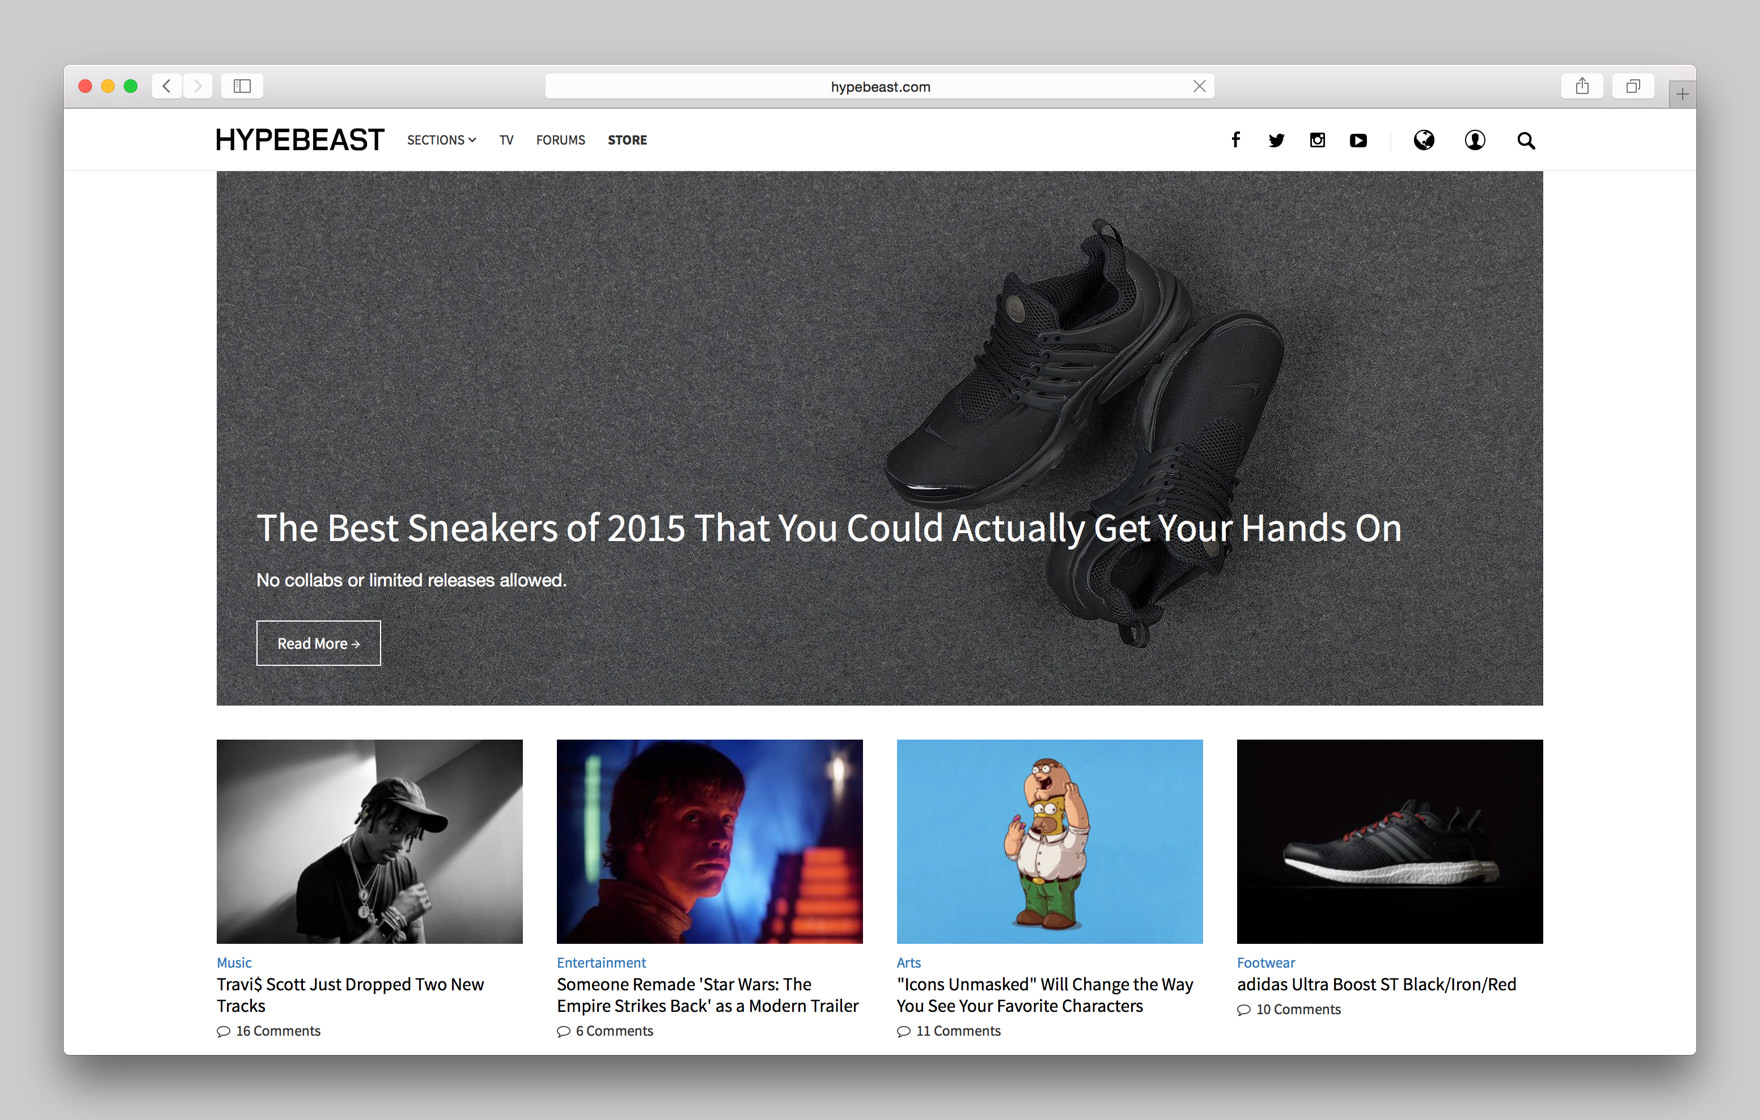 hypebeast.com
HYPEBEAST SECTIONS TV FORUMS STORE
The Best Sneakers of 2015 That You Could Actually Get Your Hands On
No collabs or limited releases allowed.
Read More →
Music
Travi$ Scott Just Dropped Two New
Tracks
16 Comments
Entertainment
Someone Remade 'Star Wars: The
Empire Strikes Back' as a Modern Trailer
6 Comments
Arts
"Icons Unmasked" Will Change the Way
You See Your Favorite Characters
11 Comments
Footwear
adidas Ultra Boost ST Black/Iron/Red
10 Comments